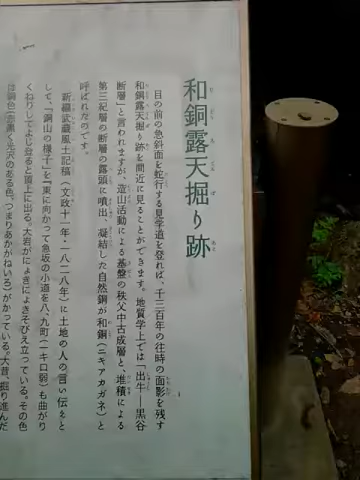 和銅露天掘り跡
目の前の急斜面を蛇行する見学道を登れば、千三百年の往時の面影を残す
和銅露天掘り跡を間近に見ることができます。地質学上では「出牛―黒谷
断層」と言われますが、造山活動による基盤の秩父中古成層と、堆積による
第三紀層の断層の露頭に噴出、凝結した自然銅が和銅(ニキアカガネ)と
呼ばれたのです。
新編武蔵風土記稿(文政十一年・一八二八年)に土地の人の言い伝えと
して、「銅山の様子」を「東に向かって急坂の小道を八、九町(一キロ弱)も曲がり
くねりしてよじ登ると頂上に出る。大岩がにょきにょきそびえ立っている。その色
は銅色(赤黒く光沢のある色。つまりあかがねいろ)がかっている。大昔、掘り進んだ